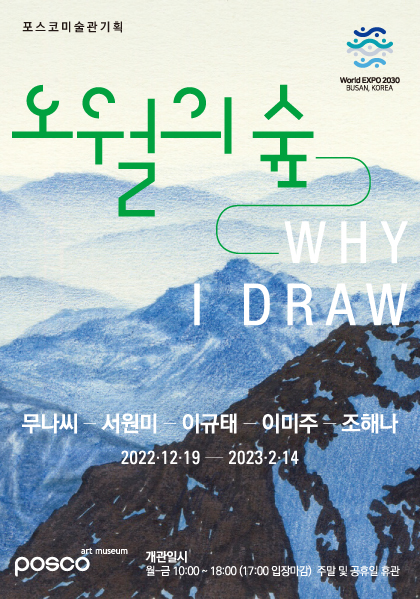 포스코미술관기획
World EXPO 2030
BUSAN, KOREA
오월의 숲
WHY
I DRAW
무나씨 — 서원미 — 이규태 — 이미주 — 조해나
2022·12·19 — 2023·2·14
posco art museum
개관일시
월-금 10:00 ~ 18:00 (17:00 입장마감) 주말 및 공휴일 휴관